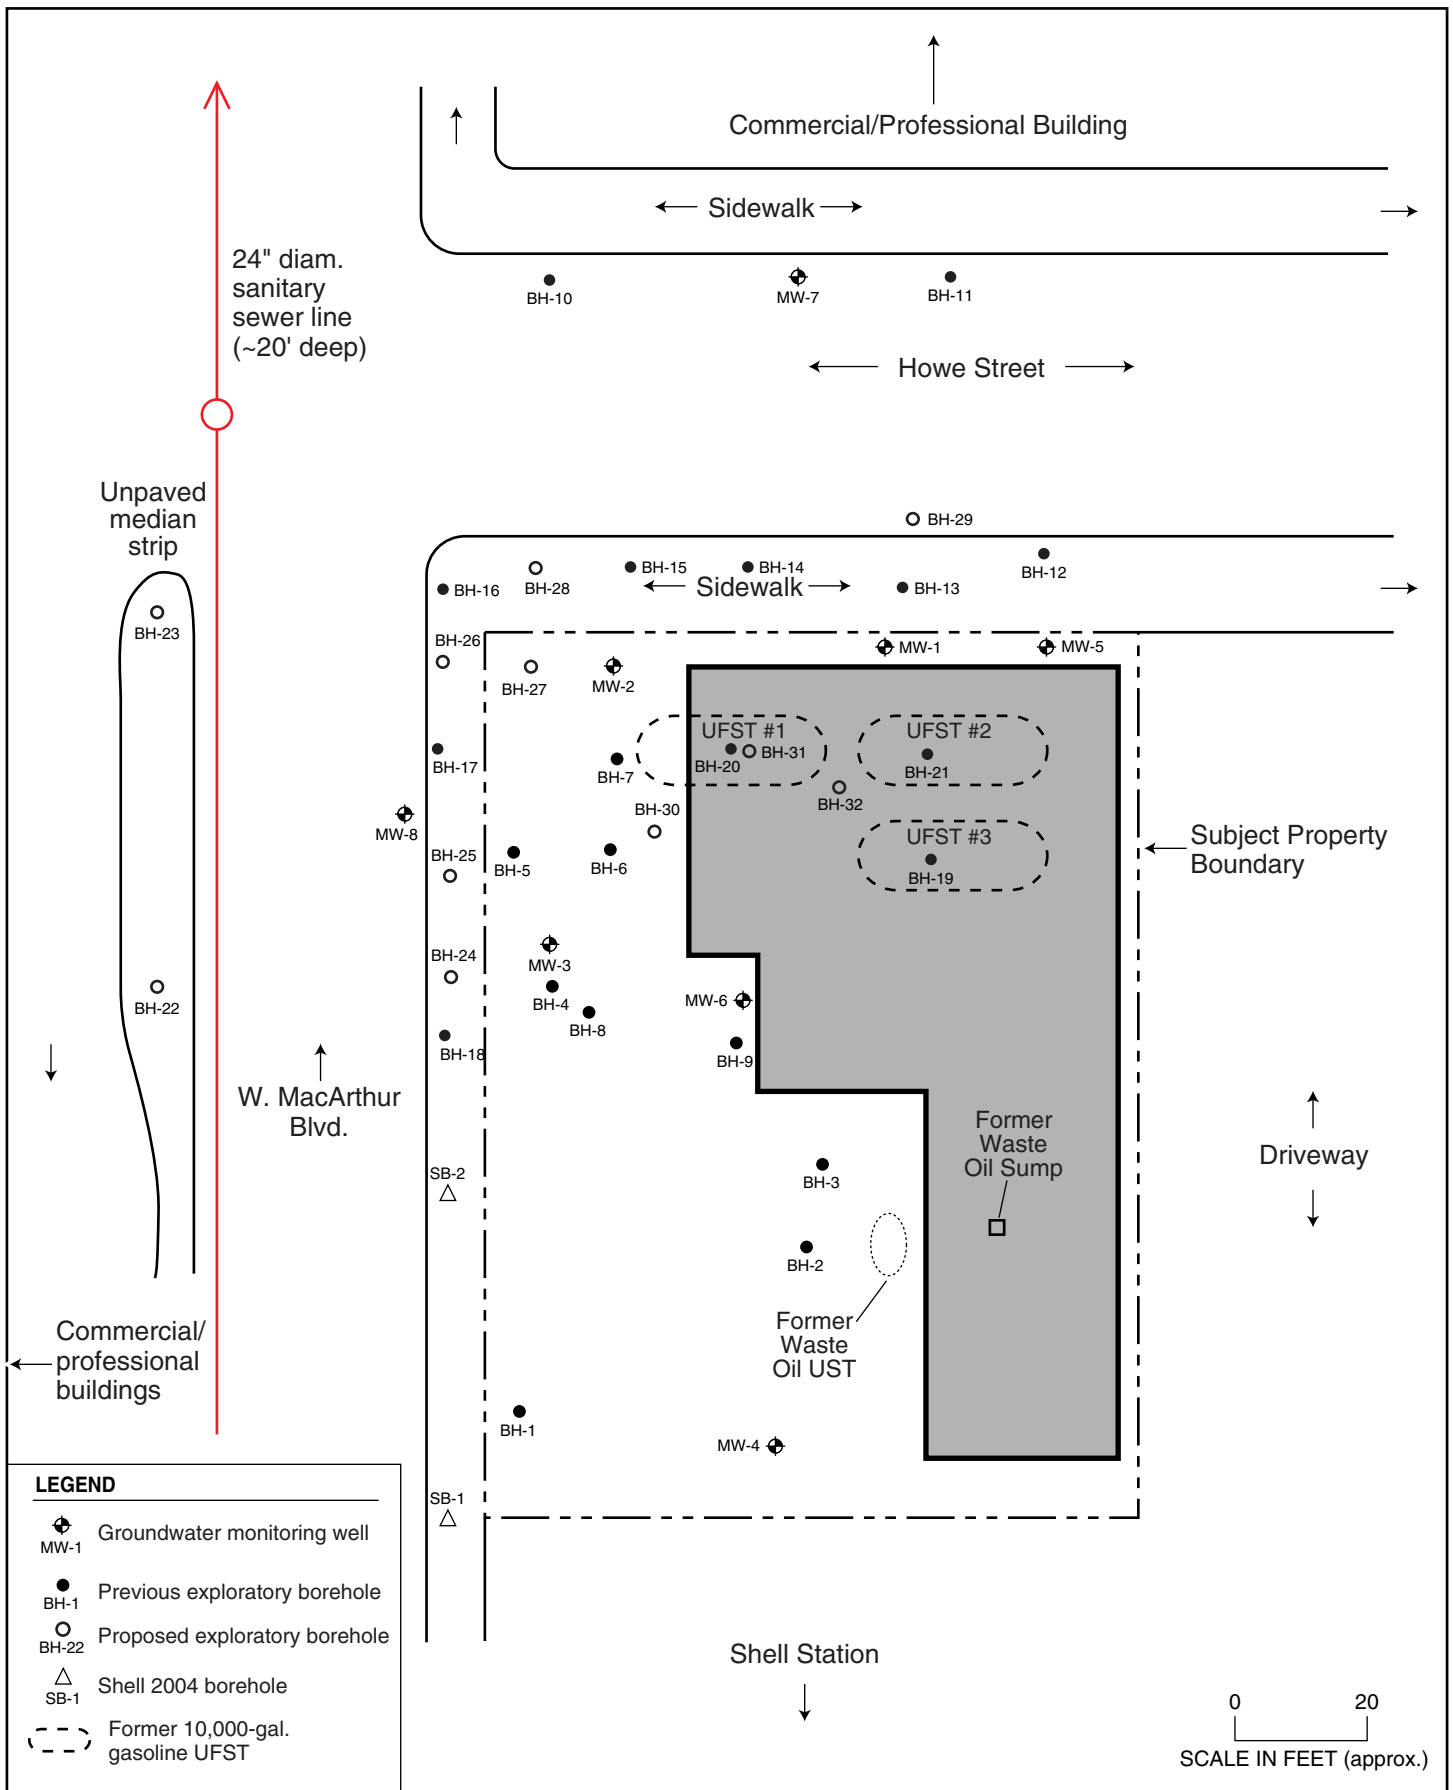 Commercial/Professional Building
Sidewalk
24" diam.
sanitary
sewer line
(~20' deep)
BH-10
MW-7
BH-11
Howe Street
Unpaved
median
strip
BH-29
BH-16
BH-28
BH-15
BH-14
Sidewalk
BH-13
BH-12
BH-23
BH-26
BH-27
MW-2
MW-1
MW-5
UFST #1
UFST #2
BH-17
BH-7
BH-20
BH-31
BH-21
BH-32
BH-30
MW-8
BH-25
BH-5
BH-6
UFST #3
BH-19
Subject Property
Boundary
BH-24
MW-3
BH-4
BH-8
MW-6
BH-9
BH-22
BH-18
W. MacArthur
Blvd.
Former
Waste
Oil Sump
Driveway
SB-2
BH-3
BH-2
Former
Waste
Oil UST
Commercial/
professional
buildings
BH-1
MW-4
SB-1
LEGEND
MW-1 Groundwater monitoring well
BH-1 Previous exploratory borehole
BH-22 Proposed exploratory borehole
SB-1 Shell 2004 borehole
Former 10,000-gal.
gasoline UFST
Shell Station
0 20
SCALE IN FEET (approx.)